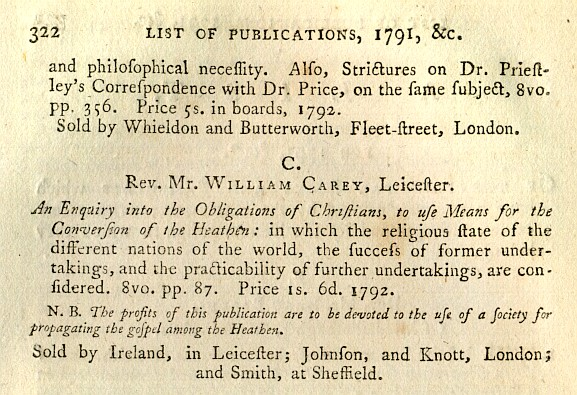 322 LIST OF PUBLICATIONS, 1791, &c.
and philoſophical neceſſity. Alſo, Strictures on Dr. Prieſt-
ley's Correſpondence with Dr. Price, on the ſame ſubject, 8vo.
pp. 356. Price 5s. in boards, 1792.
Sold by Whieldon and Butterworth, Fleet-ſtreet, London.
C.
Rev. Mr. WILLIAM CAREY, Leiceſter.
An Enquiry into the Obligations of Chriſtians, to uſe Means for the
Converſion of the Heathen: in which the religious ſtate of the
different nations of the world, the ſucceſs of former under-
takings, and the practicability of further undertakings, are con-
ſidered. 8vo. pp. 87. Price 1s. 6d. 1792.
N. B. The profits of this publication are to be devoted to the uſe of a ſociety for
propagating the goſpel among the Heathen.
Sold by Ireland, in Leiceſter; Johnſon, and Knott, London;
and Smith, at Sheffield.